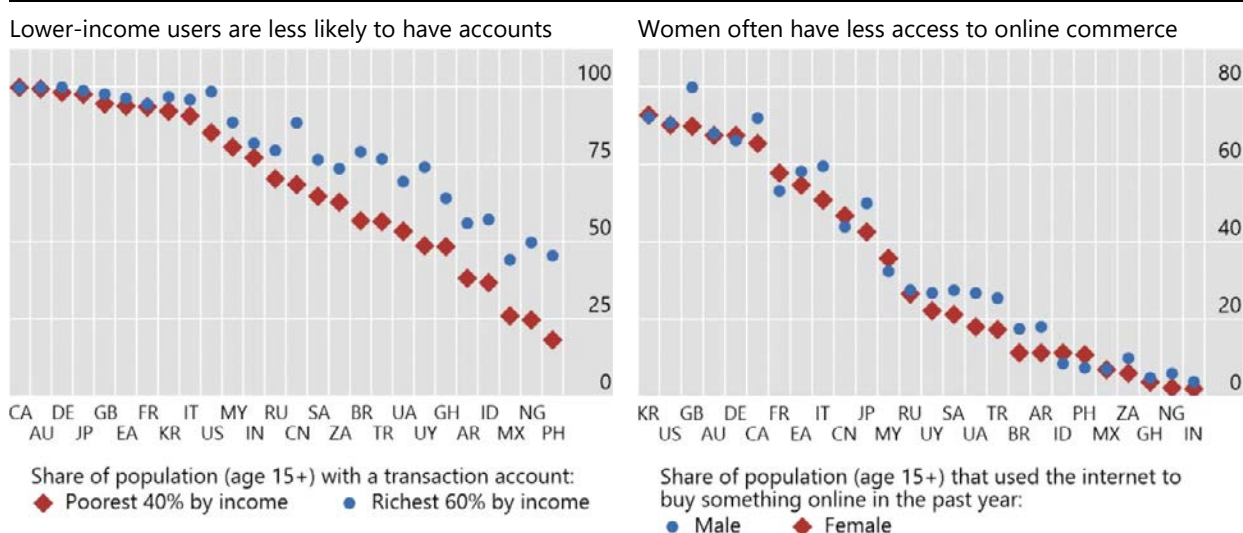 Lower-income users are less likely to have accounts
100
75
50
25
0
CA DE GB FR IT MY RU SA BR UA GH ID NG
AU JP EA KR US IN CN ZA TR UY AR MX PH
Share of population (age 15+) with a transaction account:
Poorest 40% by income Richest 60% by income
Women often have less access to online commerce
80
60
40
20
0
KR GB DE FR IT JP RU SA TR AR PH ZA NG
US AU CA EA CN MY UY UA BR ID MX GH IN
Share of population (age 15+) that used the internet to
buy something online in the past year:
Male Female